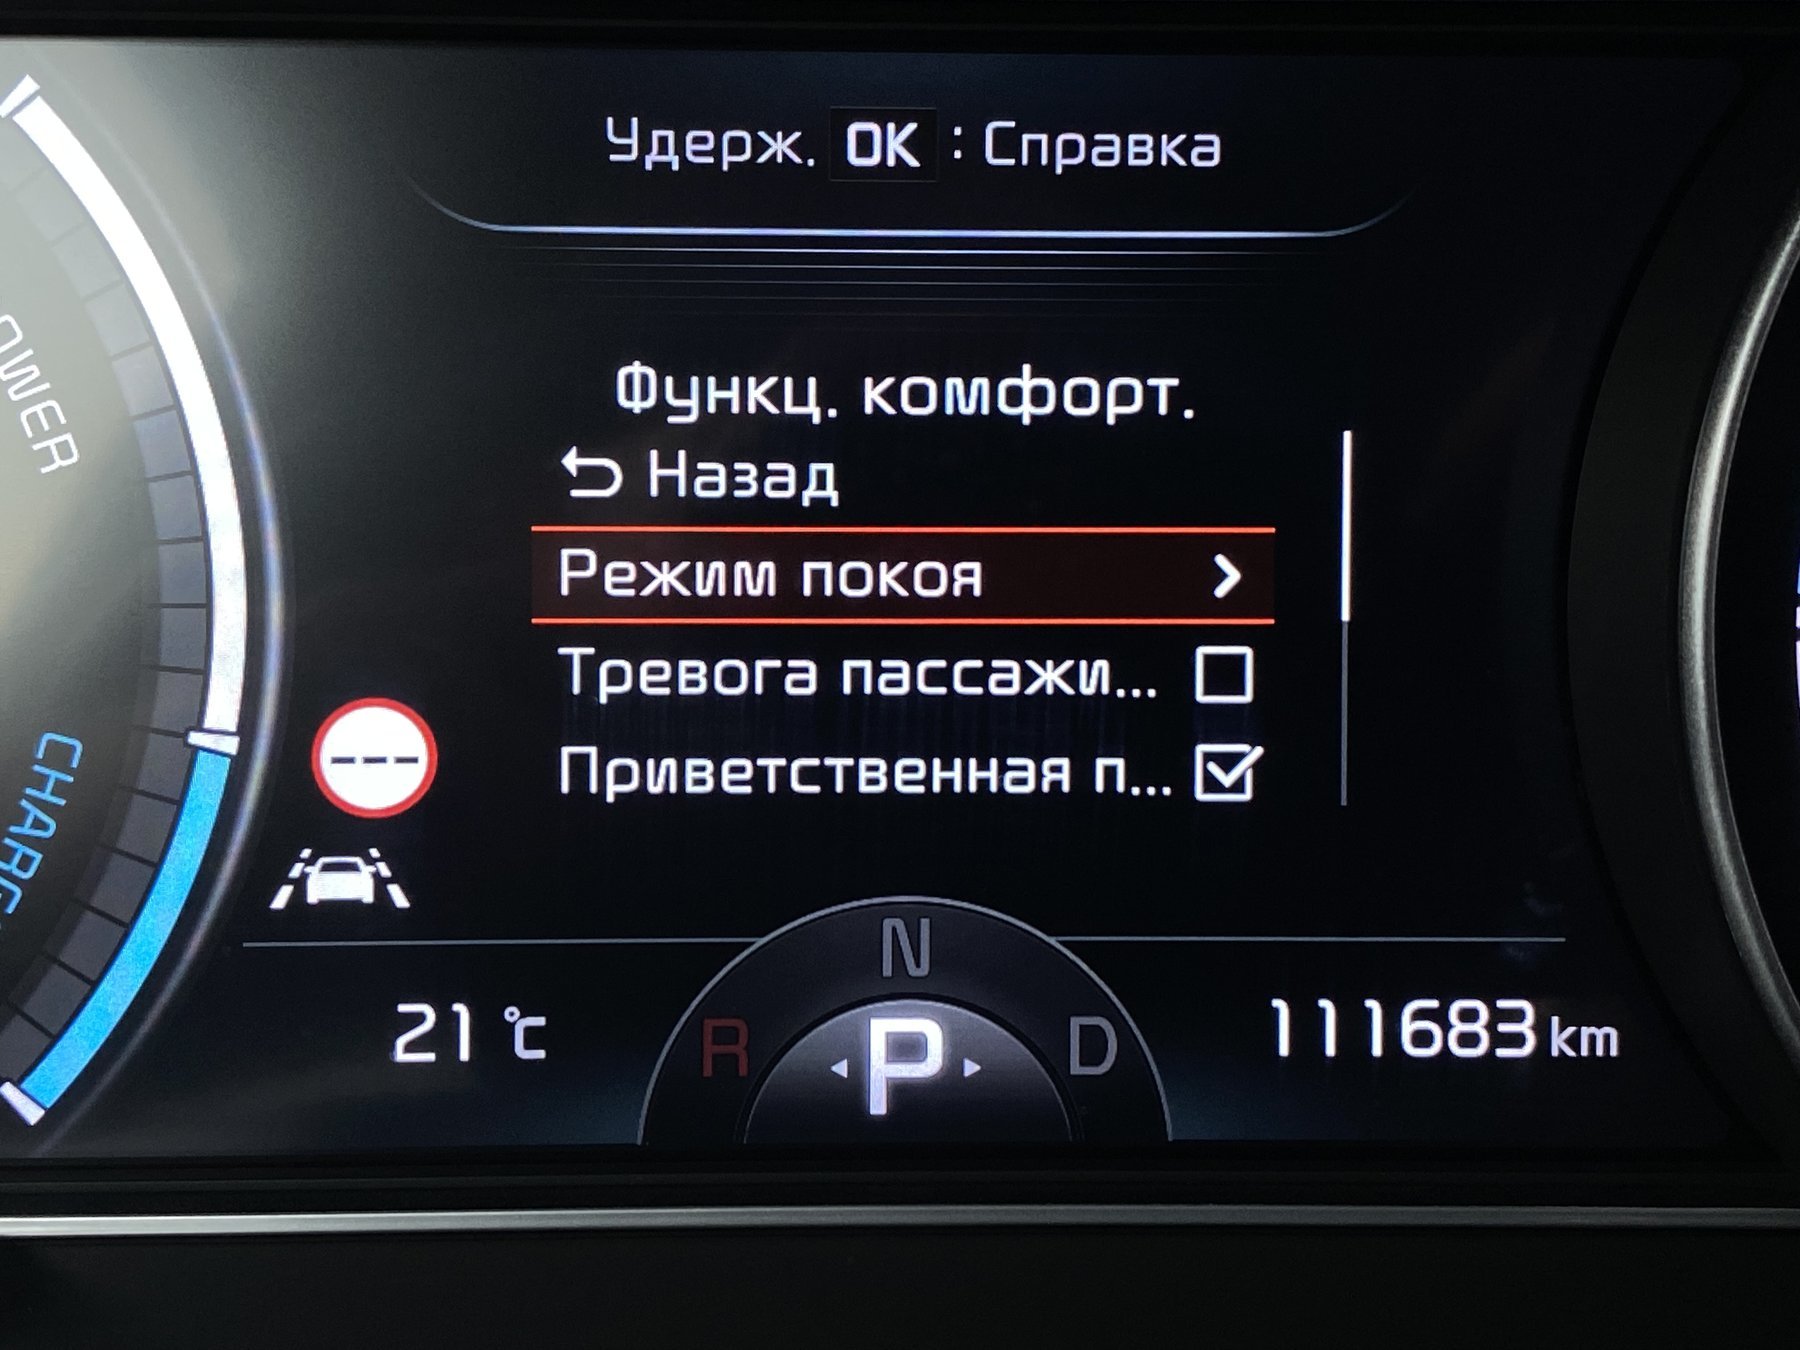 Удерж. OK : Справка
Функц. комфорт.
Назад
Режим покоя
Тревога пассажи...
Приветственная п...
N
R P D
21 °C
111683 km